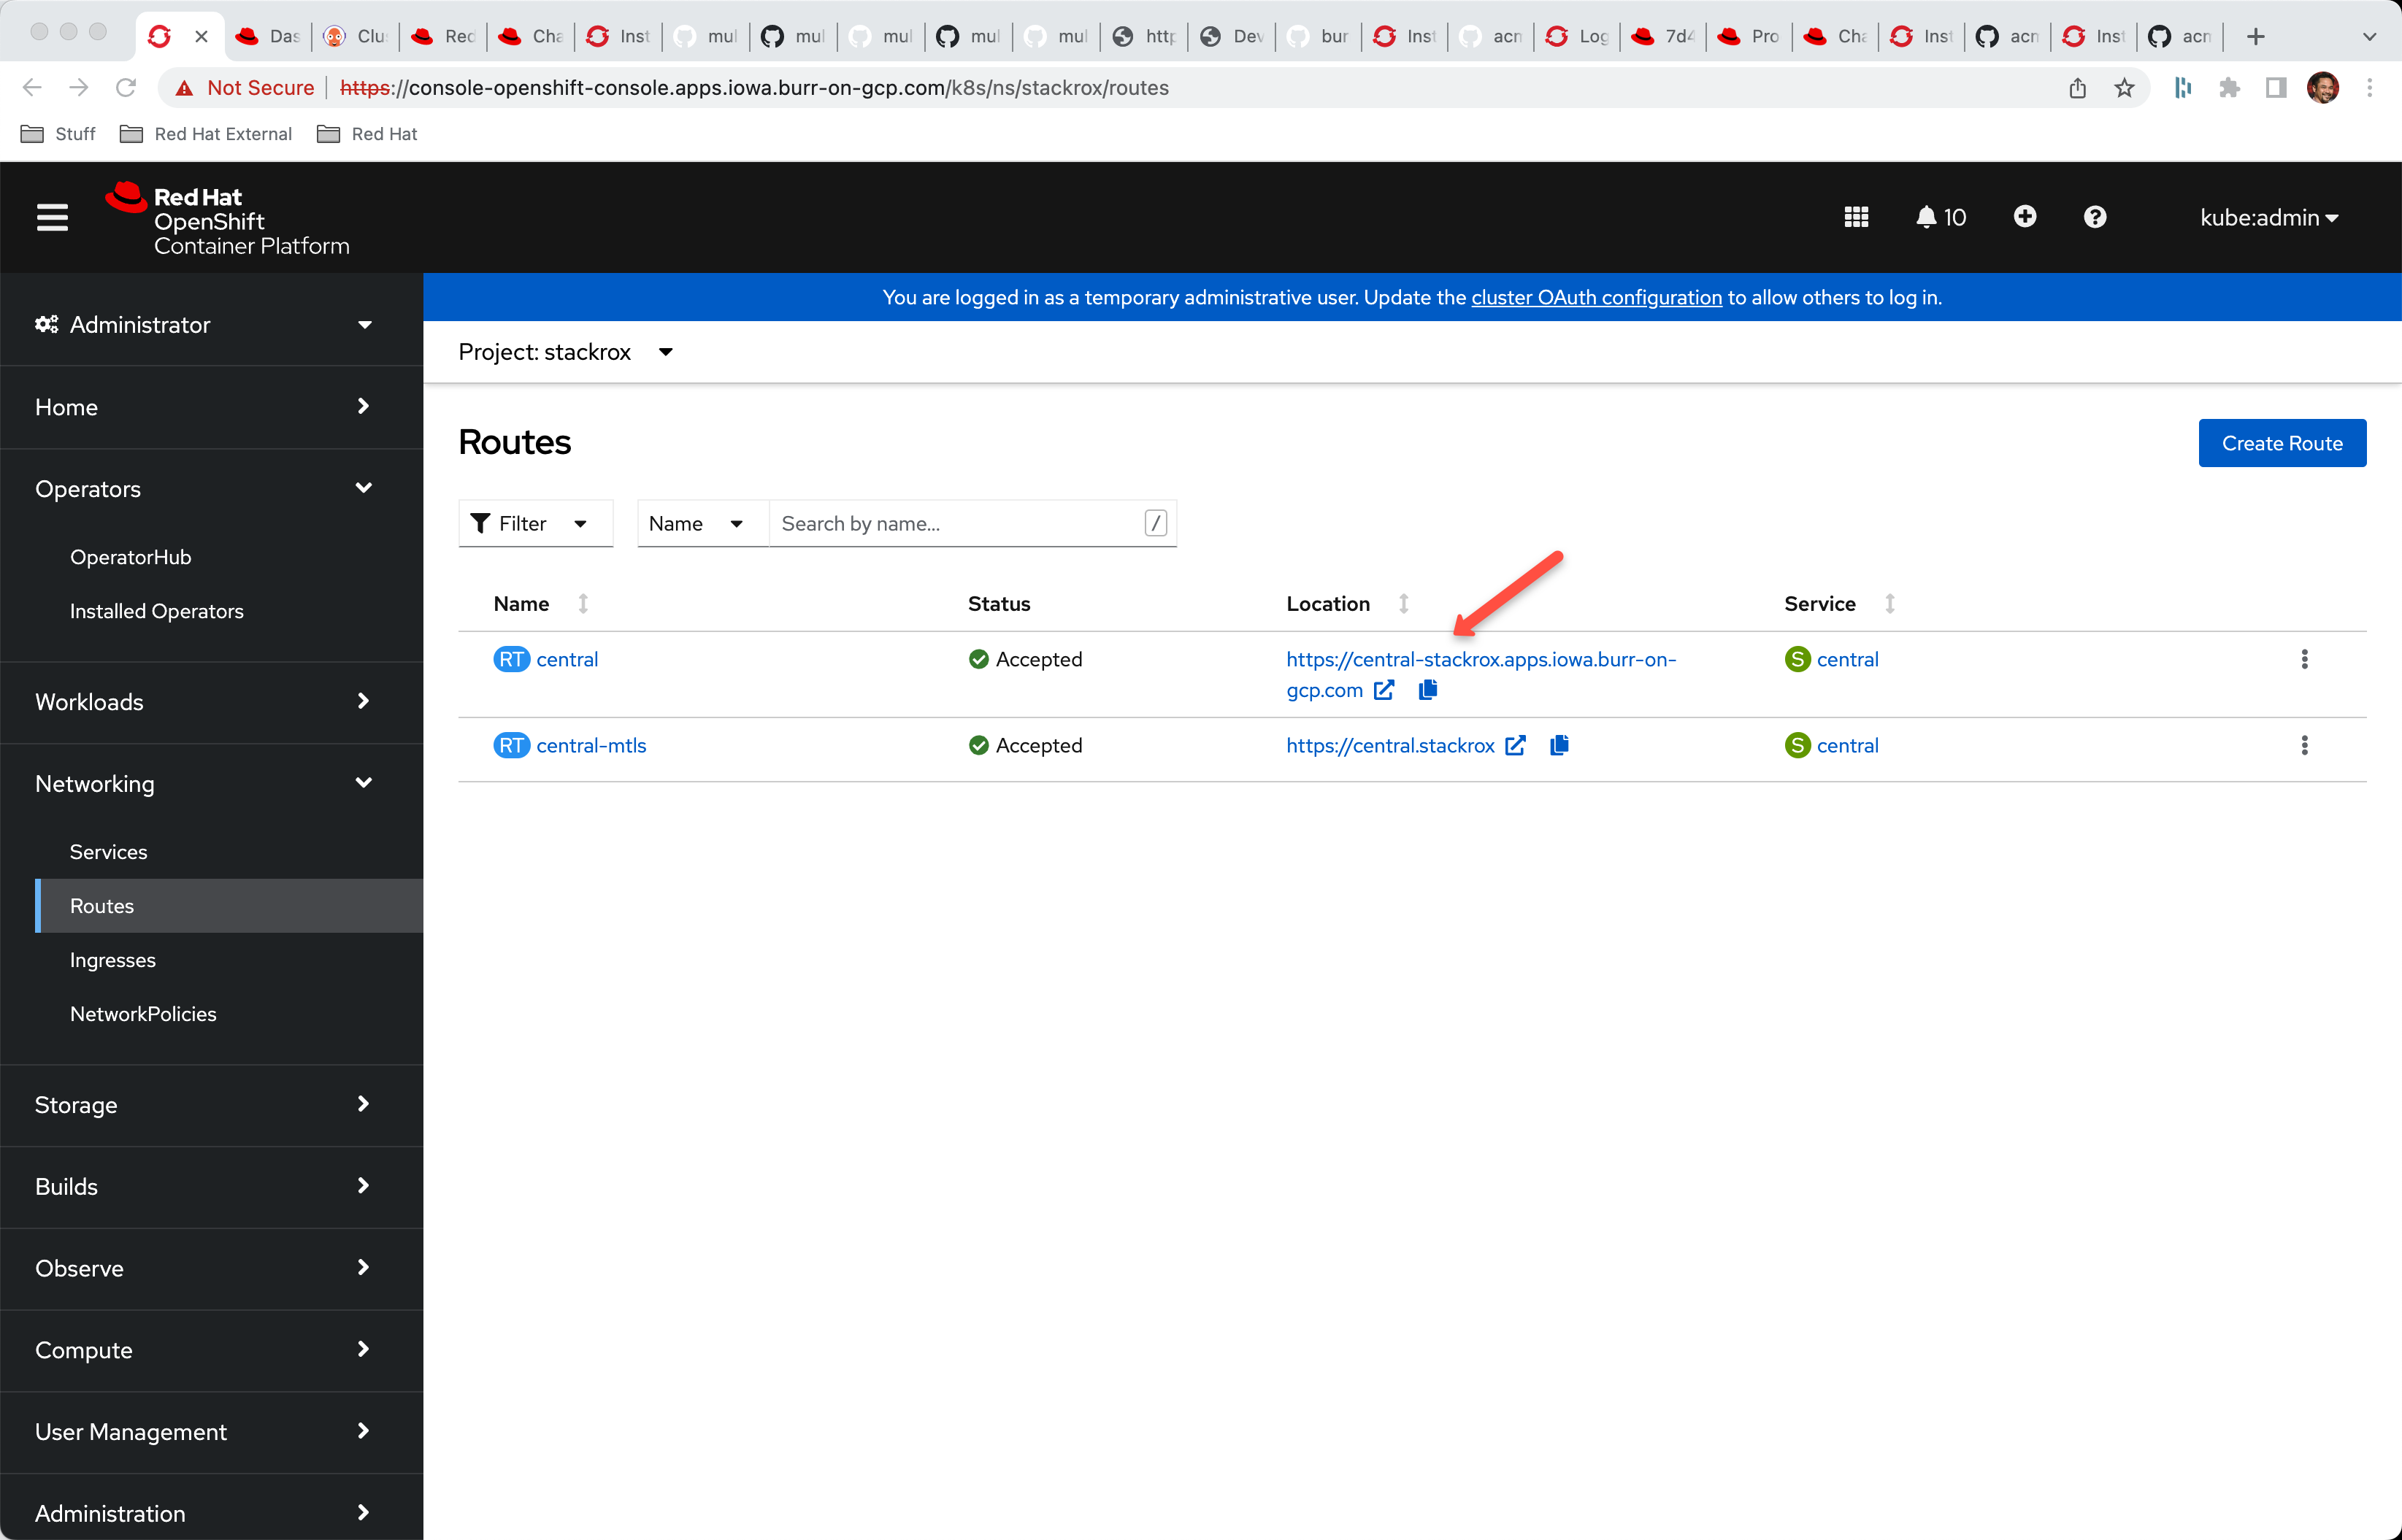 Das
Clu
Red
Cha
Inst
mul
mul
mul
mul
mul
http
Dev
bur
Inst
acn
Log
7d4
Pro
Cha
Inst
acn
Inst
acn
Not Secure
https://console-openshift-console.apps.iowa.burr-on-gcp.com/k8s/ns/stackrox/routes
Stuff
Red Hat External
Red Hat
Red Hat
OpenShift
Container Platform
10
kube:admin
You are logged in as a temporary administrative user. Update the cluster OAuth configuration to allow others to log in.
Administrator
Home
Operators
OperatorHub
Installed Operators
Workloads
Networking
Services
Routes
Ingresses
NetworkPolicies
Storage
Builds
Observe
Compute
User Management
Administration
Project: stackrox
Routes
Create Route
Filter
Name
Search by name...
/
Name
Status
Location
Service
RT central
Accepted
https://central-stackrox.apps.iowa.burr-on-
gcp.com
S central
RT central-mtls
Accepted
https://central.stackrox
S central